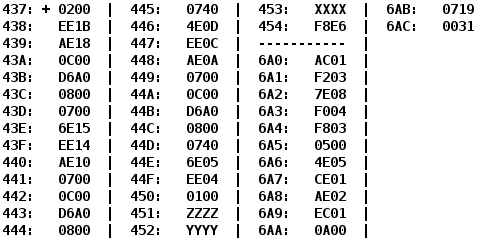 437: + 0200 | 445: 0740 | 453: XXXX | 6AB: 0719
438: EE1B | 446: 4E0D | 454: F8E6 | 6AC: 0031
439: AE18 | 447: EE0C | ----------- |
43A: 0C00 | 448: AE0A | 6A0: AC01 |
43B: D6A0 | 449: 0700 | 6A1: F203 |
43C: 0800 | 44A: 0C00 | 6A2: 7E08 |
43D: 0700 | 44B: D6A0 | 6A3: F004 |
43E: 6E15 | 44C: 0800 | 6A4: F803 |
43F: EE14 | 44D: 0740 | 6A5: 0500 |
440: AE10 | 44E: 6E05 | 6A6: 4E05 |
441: 0700 | 44F: EE04 | 6A7: CE01 |
442: 0C00 | 450: 0100 | 6A8: AE02 |
443: D6A0 | 451: ZZZZ | 6A9: EC01 |
444: 0800 | 452: YYYY | 6AA: 0A00 |